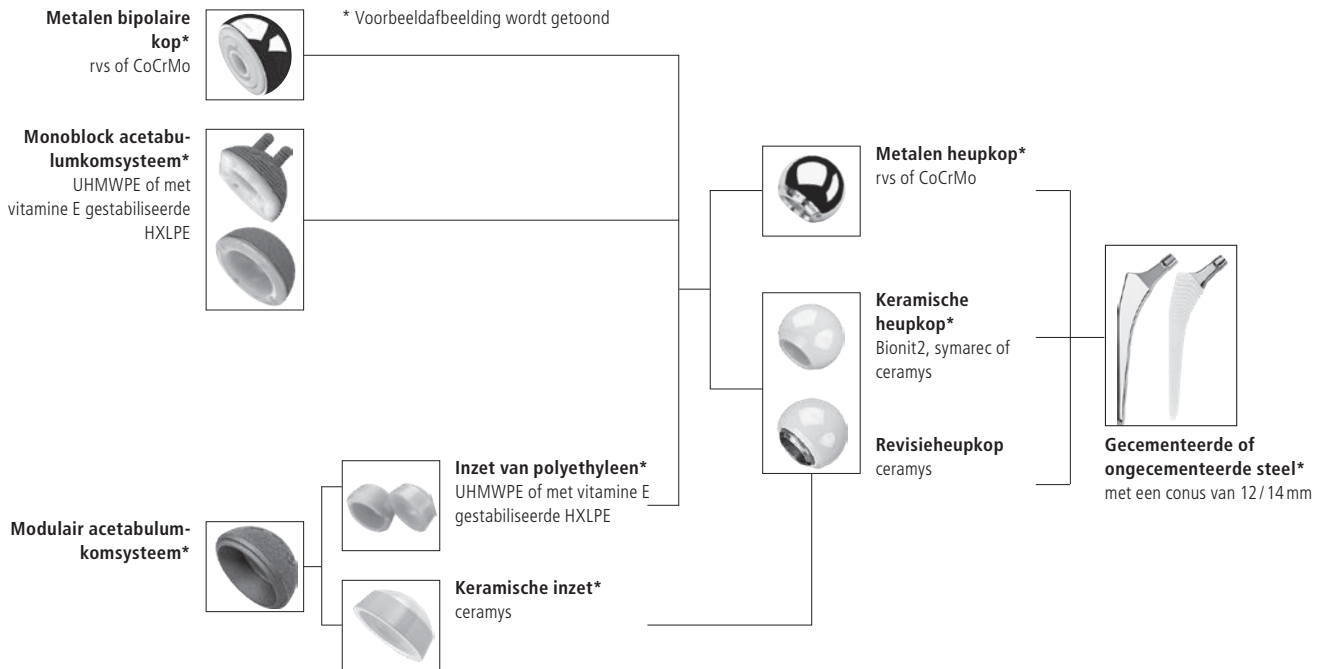 Metalen bipolaire
kop*
rvs of CoCrMo
* Voorbeeldafbeelding wordt getoond
Monoblock acetabu-
lumkomsysteem*
UHMWPE of met
vitamine E gestabiliseerde
HXLPE
Metalen heupkop*
rvs of CoCrMo
Keramische
heupkop*
Bionit2, symarec of
ceramys
Revisieheupkop
ceramys
Gecementeerde of
ongecementeerde steel*
met een conus van 12 / 14 mm
Inzet van polyethyleen*
UHMWPE of met vitamine E
gestabiliseerde HXLPE
Modulair acetabulum-
komsysteem*
Keramische inzet*
ceramys